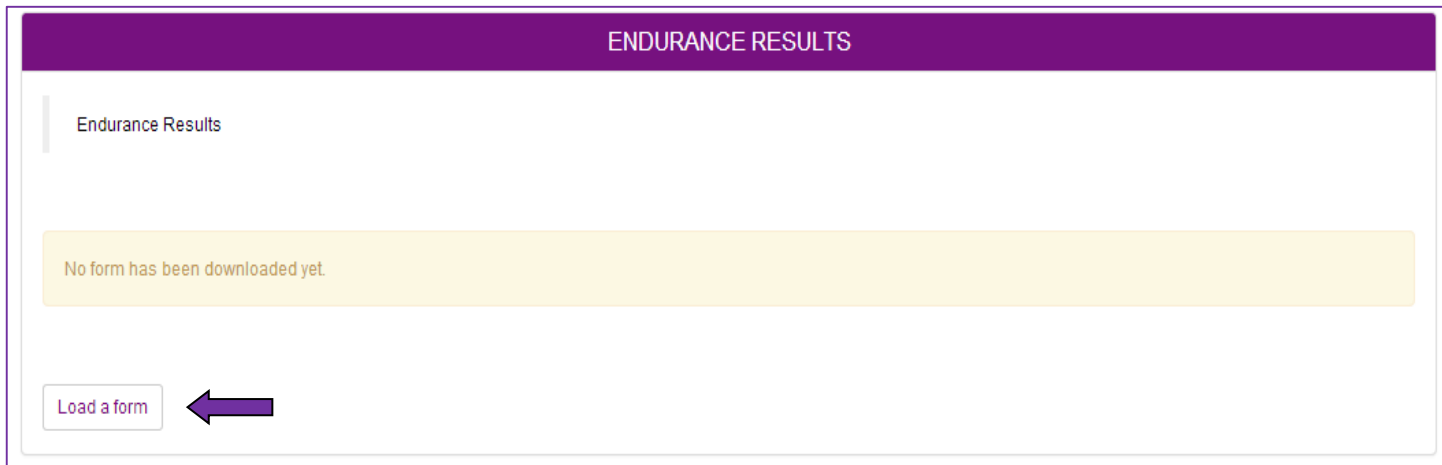 ENDURANCE RESULTS
Endurance Results
No form has been downloaded yet.
Load a form